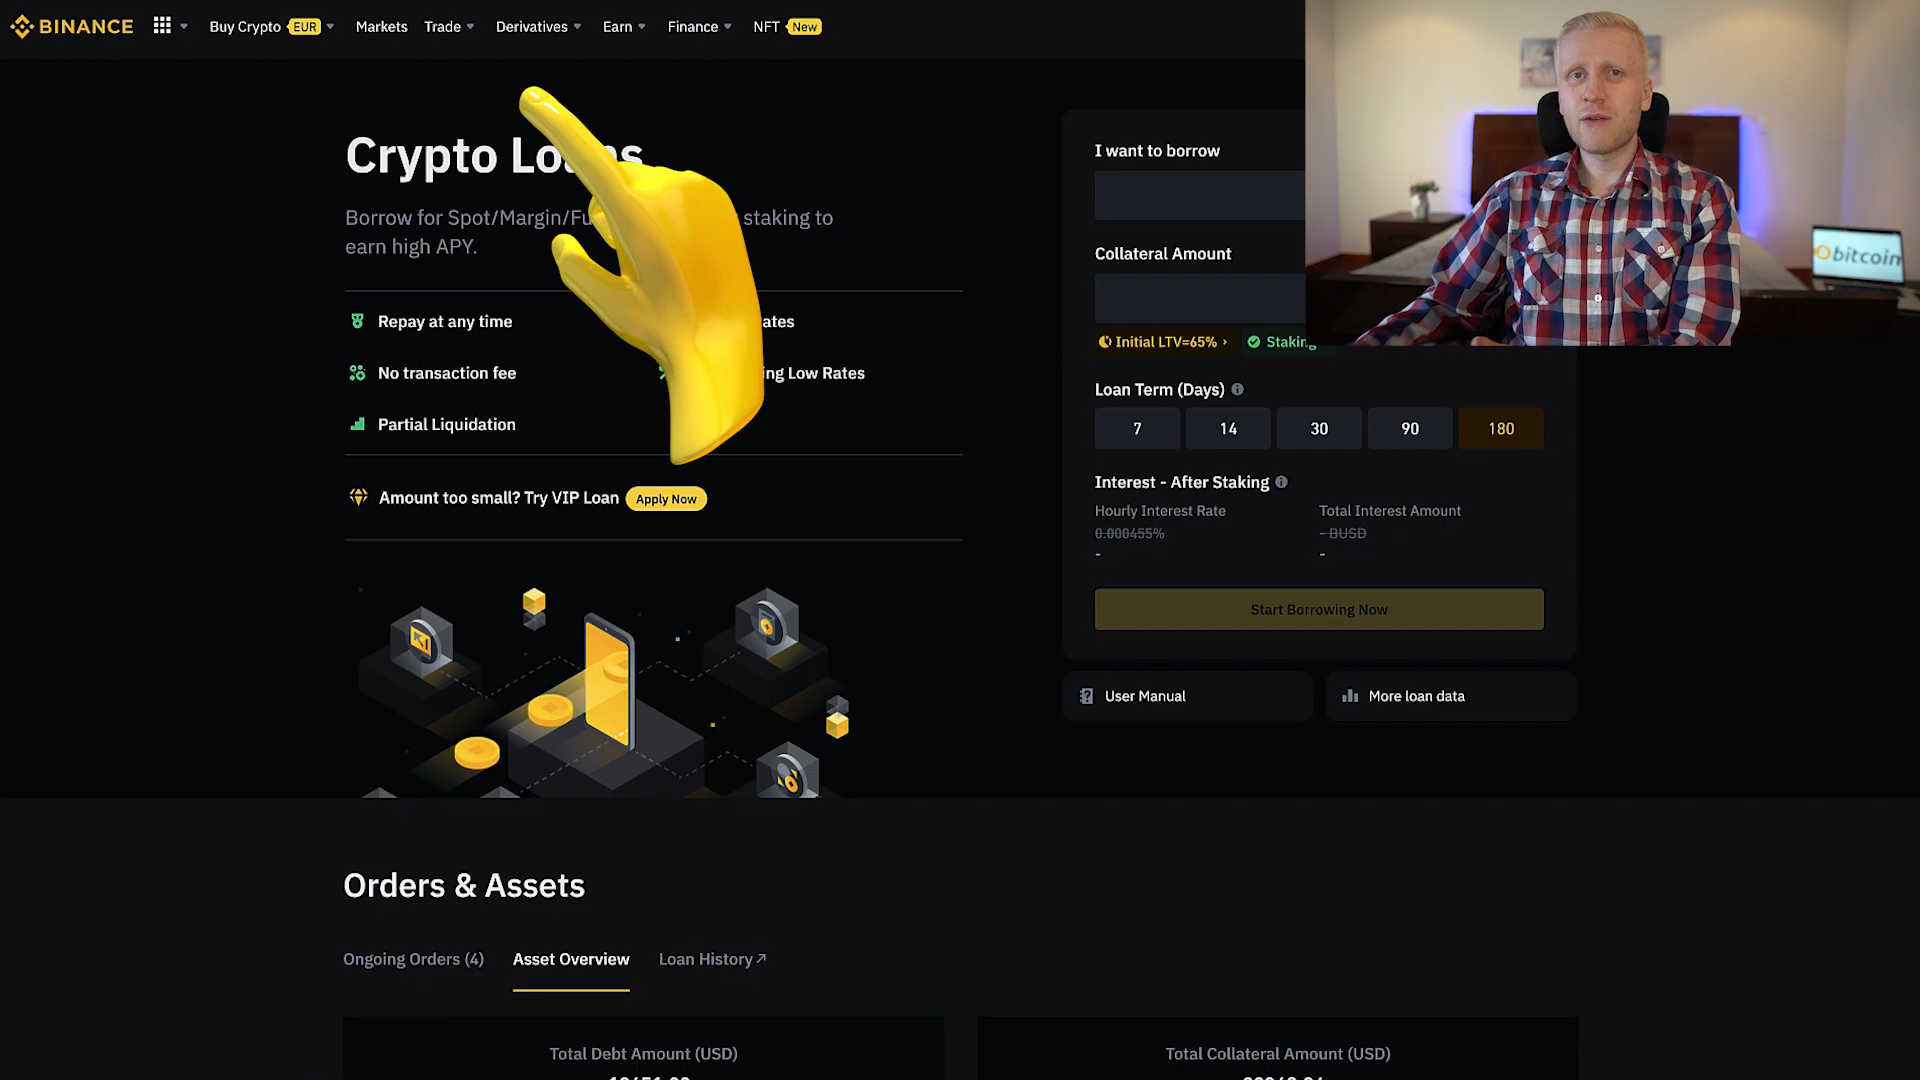 BINANCE
Buy Crypto EUR
Markets
Trade
Derivatives
Earn
Finance
NFT New
Crypto
Borrow for Spot/Margin/ staking to
earn high APY.
Repay at any time
No transaction fee
Low Rates
Partial Liquidation
Amount too small? Try VIP Loan Apply Now
I want to borrow
Collateral Amount
Initial LTV=65%
Staking
Loan Term (Days)
7 14 30 90 180
Interest - After Staking
Hourly Interest Rate Total Interest Amount
0.000455% - BUSD
- -
Start Borrowing Now
User Manual
More loan data
bitcoin
Orders & Assets
Ongoing Orders (4) Asset Overview Loan History
Total Debt Amount (USD)
Total Collateral Amount (USD)